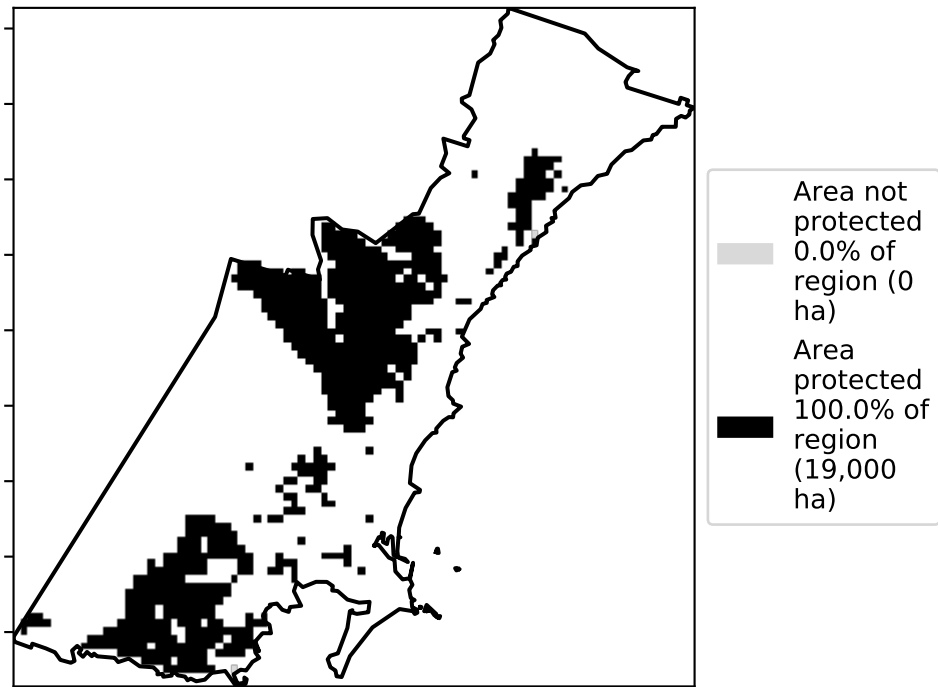 Area not
protected
0.0% of
region (0
ha)
Area
protected
100.0% of
region
(19,000
ha)